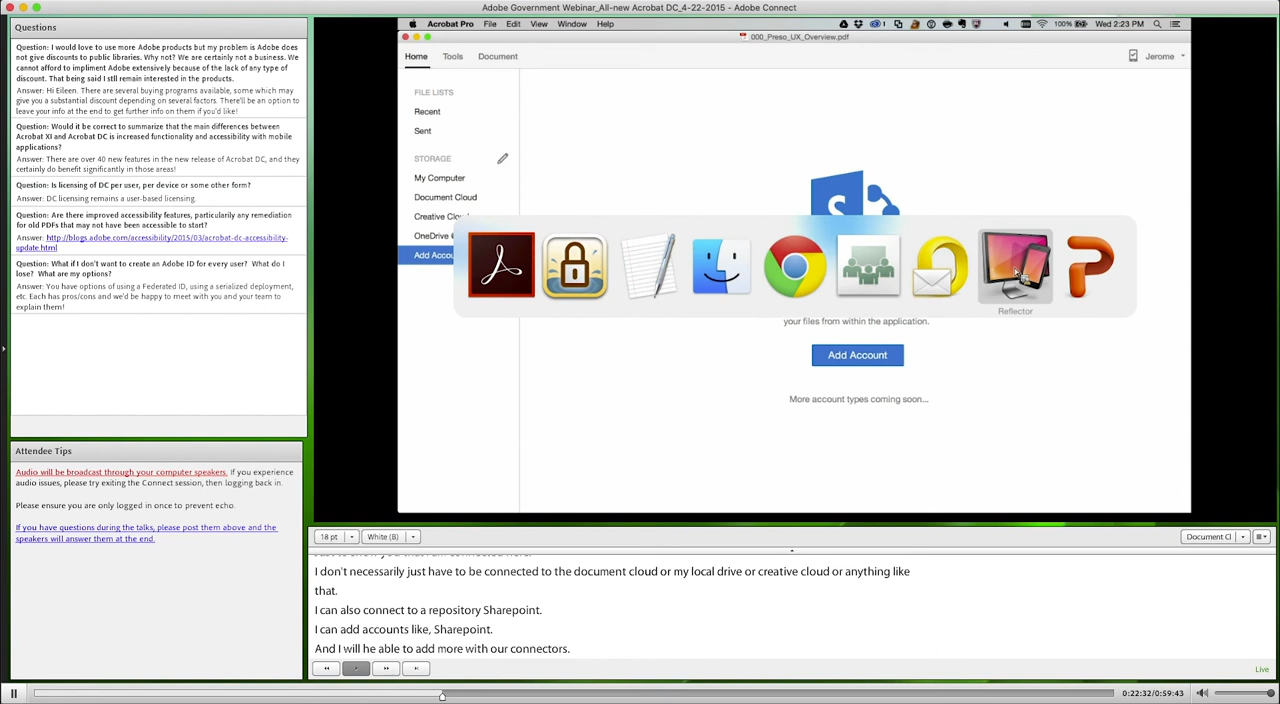 Adobe Government Webinar_All-new Acrobat DC_4-22-2015 - Adobe Connect
Questions
Question: I would love to use more Adobe products but my problem is Adobe does
not give discounts to public libraries. Why not? We are certainly not a business. We
cannot afford to impliment Adobe extensively because of the lack of any type of
discount. That being said I stll remain interested in the products.
Answer: Hi Eileen. There are several buying programs available, some which may
give you a substantial discount depending on several factors. There'll be an option to
leave your info at the end to get further info on them if you'd like!
Question: Would it be correct to summarize that the main differences between
Acrobat XI and Acrobat DC is increased functionality and accessibility with mobile
applications?
Answer: There are over 40 new features in the new release of Acrobat DC, and they
certainly do benefit significantly in those areas!
Question: Is licensing of DC per user, per device or some other form?
Answer: DC licensing remains a user-based licensing.
Question: Are there improved accessibility features, particularly any remediation
for old PDFs that may not have been accessible to start?
Answer: http://blogs.adobe.com/accessibility/2015/03/acrobat-dc-accessibility-
update.html
Question: What if I don't want to create an Adobe ID for every user? What do I
lose? What are my options?
Answer: You have options of using a Federated ID, using a serialized deployment,
etc. Each has pros/cons and we'd be happy to meet with you and your team to
explain them!
Attendee Tips
Audio will be broadcast through your computer speakers. If you experience
audio issues, please try exiting the Connect session, then logging back in.
Please ensure you are only logged in once to prevent echo.
If you have questions during the talks, please post them above and the
speakers will answer them at the end.
Acrobat Pro File Edit View Window Help
100% Wed 2:23 PM
000_Preso_UX_Overview.pdf
Home Tools Document
Jerome
FILE LISTS
Recent
Sent
STORAGE
My Computer
Document Cloud
Creative Clou
OneDrive
Add Accou
S
Reflector
your files from within the application.
Add Account
More account types coming soon...
18 pt White (B)
Document Cl
I don't necessarily just have to be connected to the document cloud or my local drive or creative cloud or anything like
that.
I can also connect to a repository Sharepoint.
I can add accounts like, Sharepoint.
And I will he able to add more with our connectors.
Live
0:22:32/0:59:43